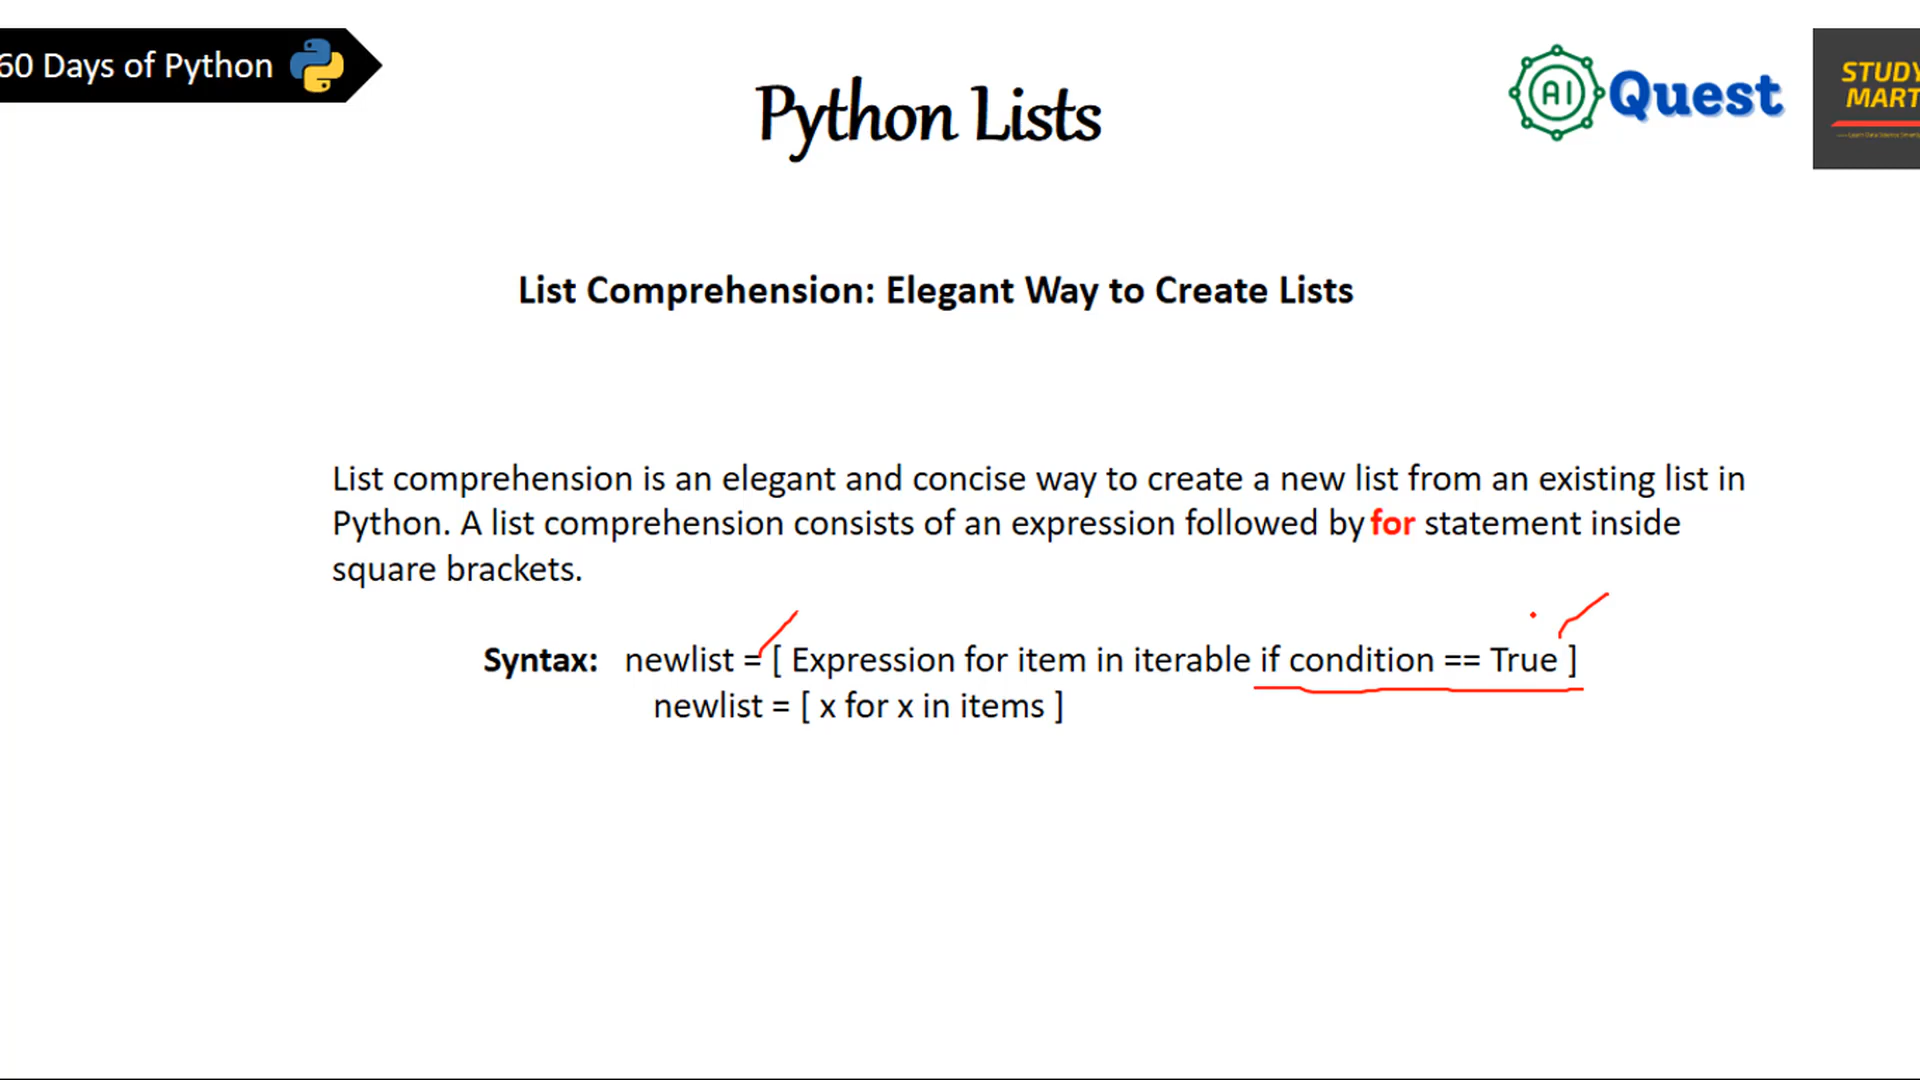 60 Days of Python
Python Lists
AI Quest
STUDY
MART
List Comprehension: Elegant Way to Create Lists
List comprehension is an elegant and concise way to create a new list from an existing list in
Python. A list comprehension consists of an expression followed by for statement inside
square brackets.
Syntax: newlist = [ Expression for item in iterable if condition == True ]
newlist = [ x for x in items ]